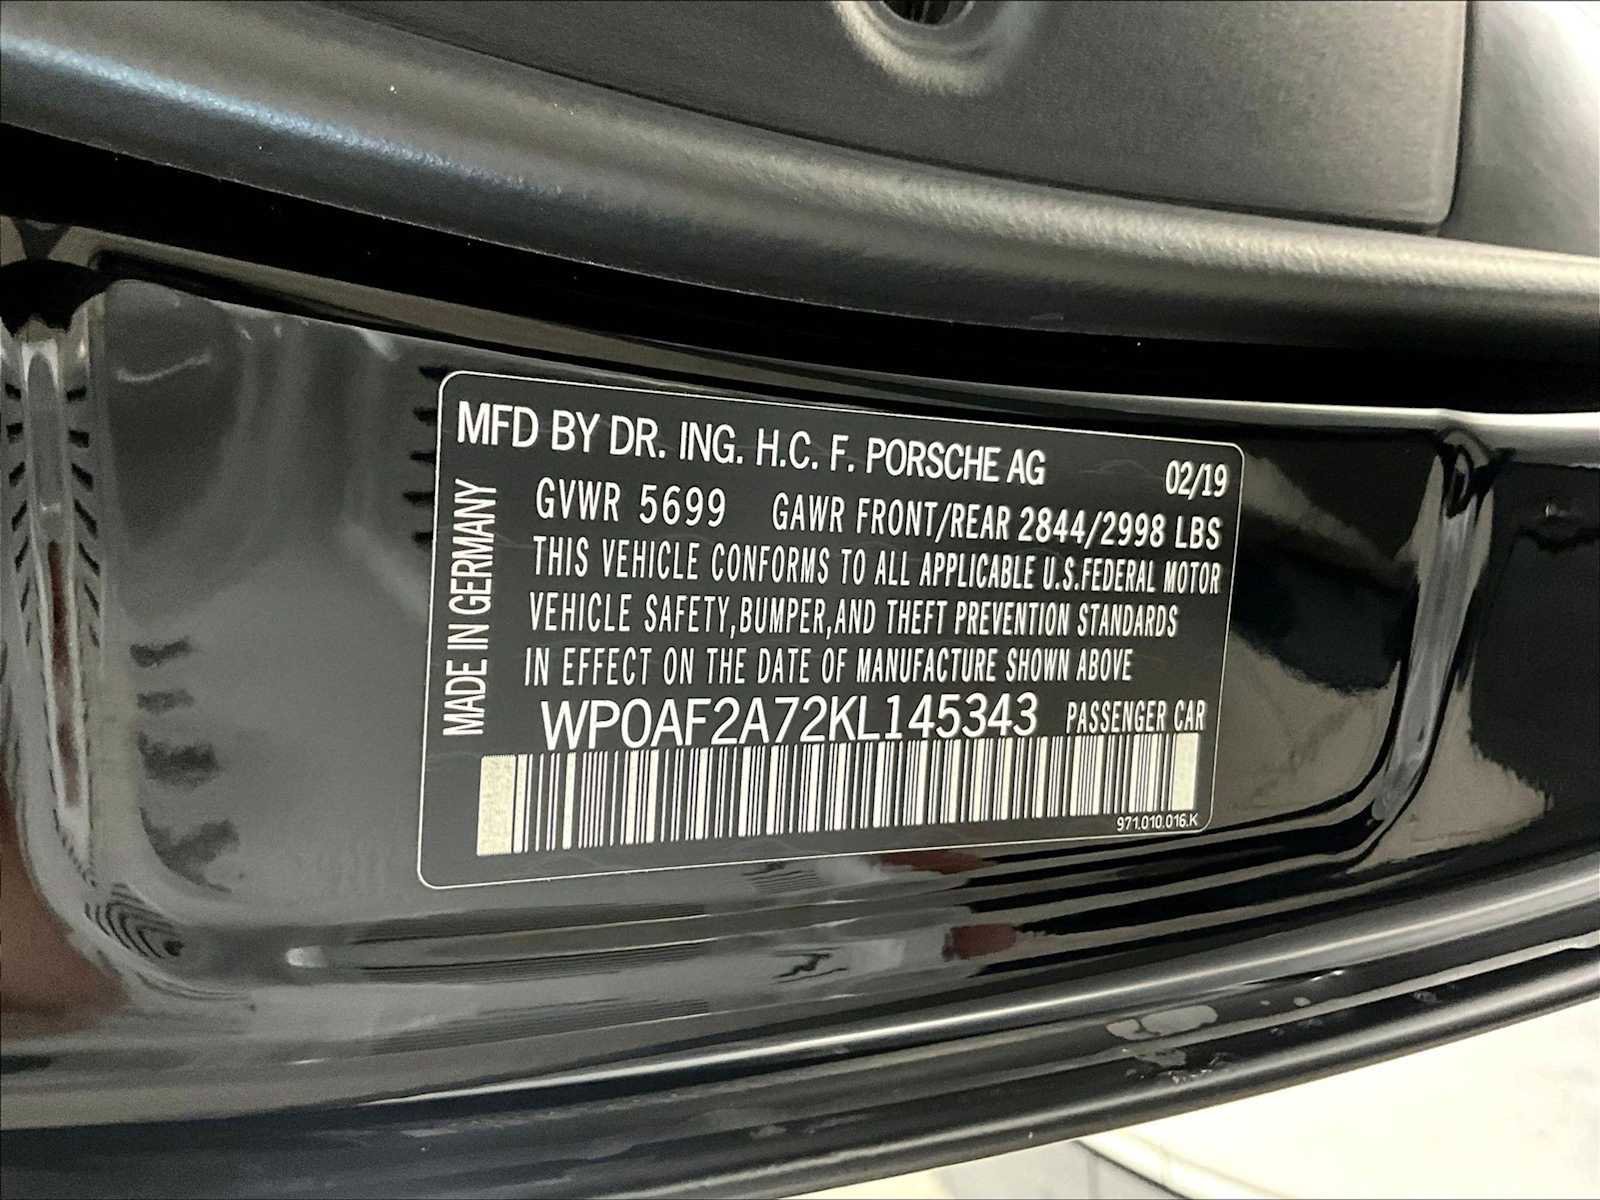 MFD BY DR. ING. H.C. F. PORSCHE AG 02/19
MADE IN GERMANY
GVWR 5699 GAWR FRONT/REAR 2844/2998 LBS
THIS VEHICLE CONFORMS TO ALL APPLICABLE U.S.FEDERAL MOTOR
VEHICLE SAFETY,BUMPER,AND THEFT PREVENTION STANDARDS
IN EFFECT ON THE DATE OF MANUFACTURE SHOWN ABOVE
WP0AF2A72KL145343 PASSENGER CAR
971.010.016.K